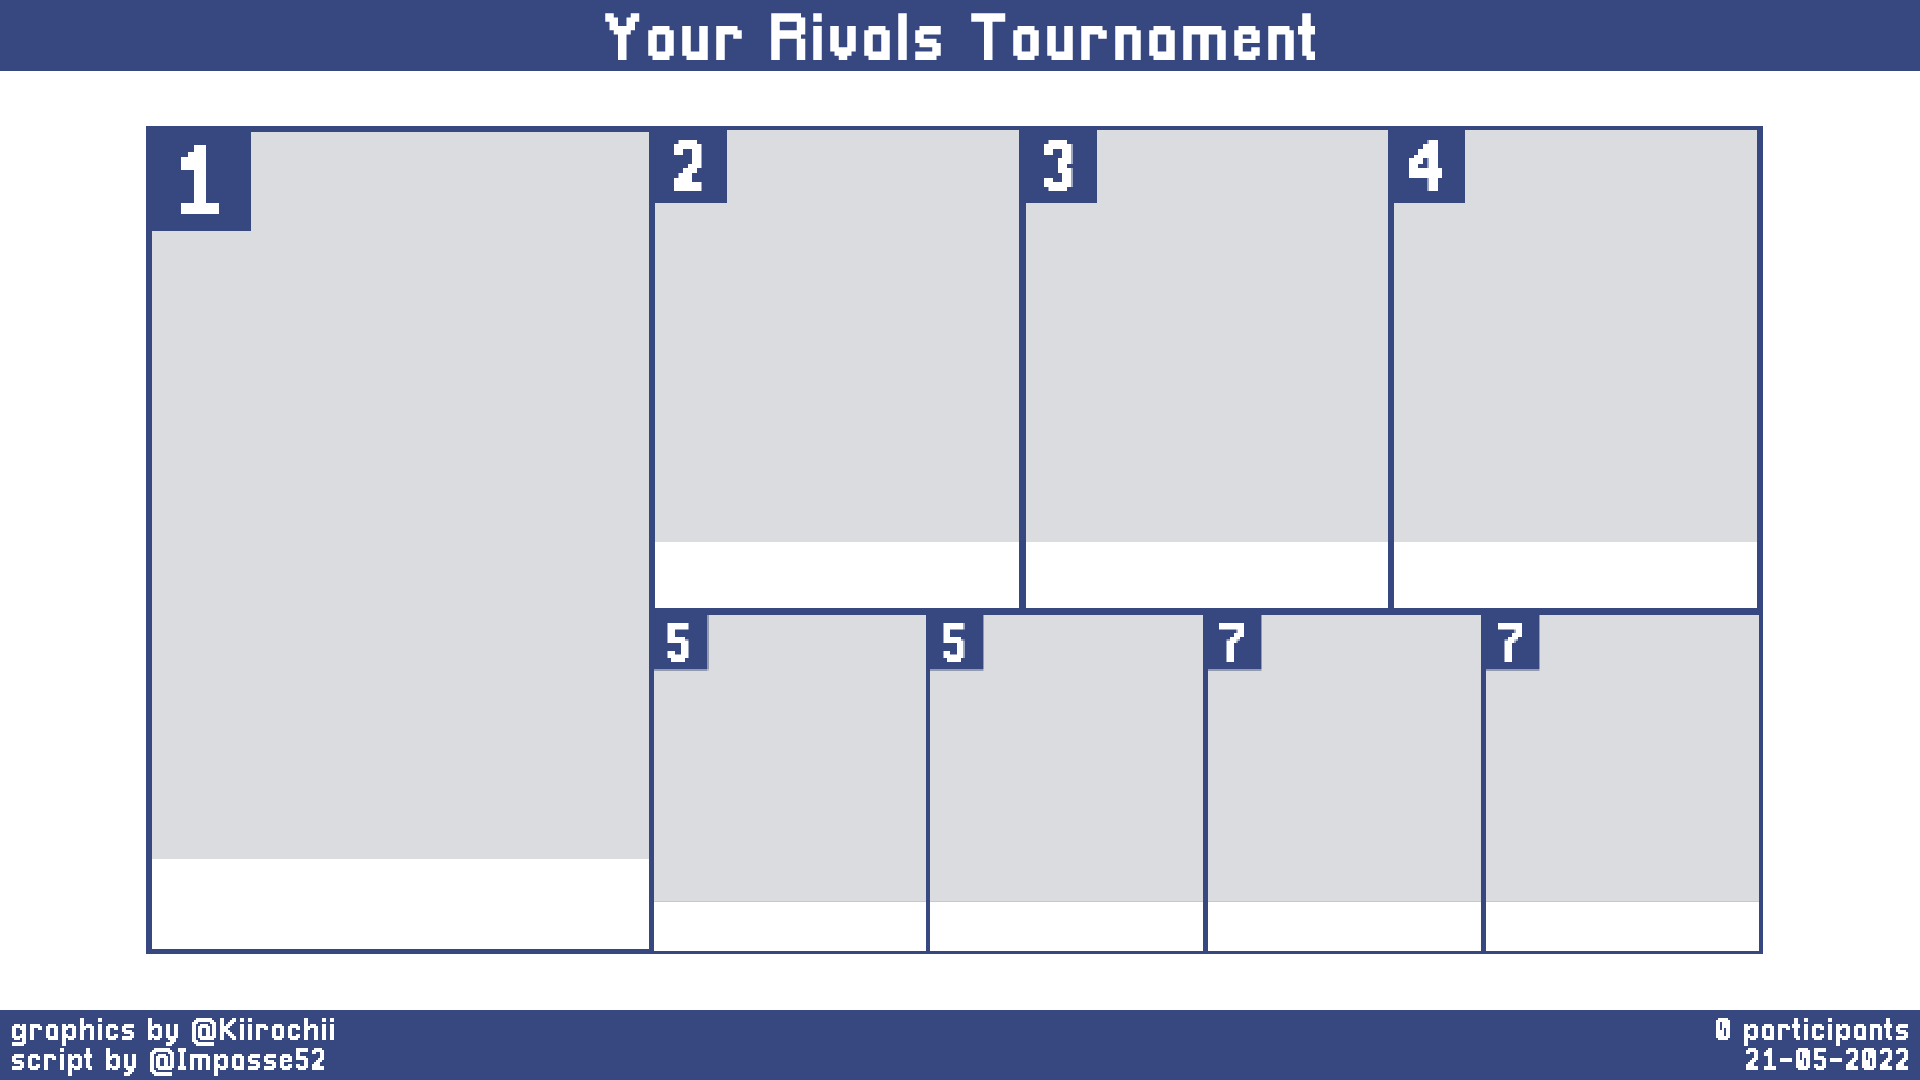 Your Rivals Tournament
1
2
3
4
5
5
7
7
graphics by @Kiirochii
script by @Impasse52
0 participants
21-05-2022